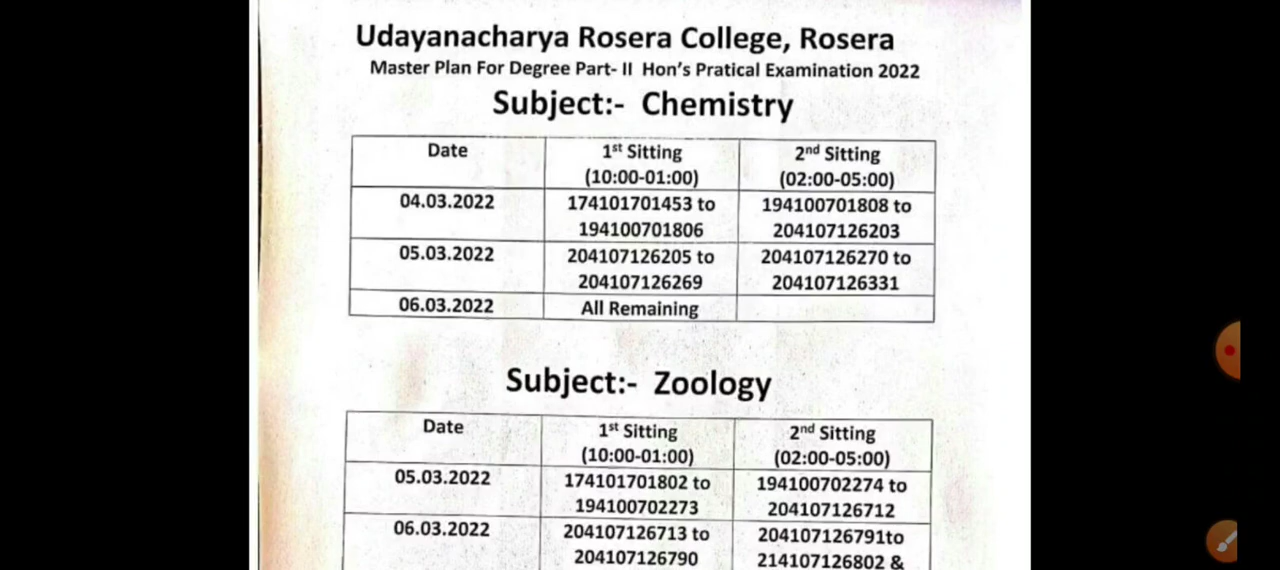 Udayanacharya Rosera College, Rosera
Master Plan For Degree Part- II Hon's Pratical Examination 2022
Subject:- Chemistry
Date 1st Sitting 2nd Sitting
(10:00-01:00) (02:00-05:00)
04.03.2022 174101701453 to 194100701808 to
194100701806 204107126203
05.03.2022 204107126205 to 204107126270 to
204107126269 204107126331
06.03.2022 All Remaining
Subject:- Zoology
Date 1st Sitting 2nd Sitting
(10:00-01:00) (02:00-05:00)
05.03.2022 174101701802 to 194100702274 to
194100702273 204107126712
06.03.2022 204107126713 to 204107126791to
204107126790 214107126802 &